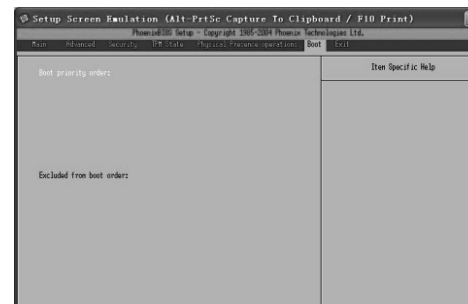 Setup Screen Emulation (Alt-PrtSc Capture To Clipboard / F10 Print)
PhoenixBIOS Setup - Copyright 1985-2004 Phoenix Technologies Ltd.
Main Advanced Security TPM State Physical Presence operations Boot Exit
Item Specific Help
Boot priority order:
Excluded from boot order: